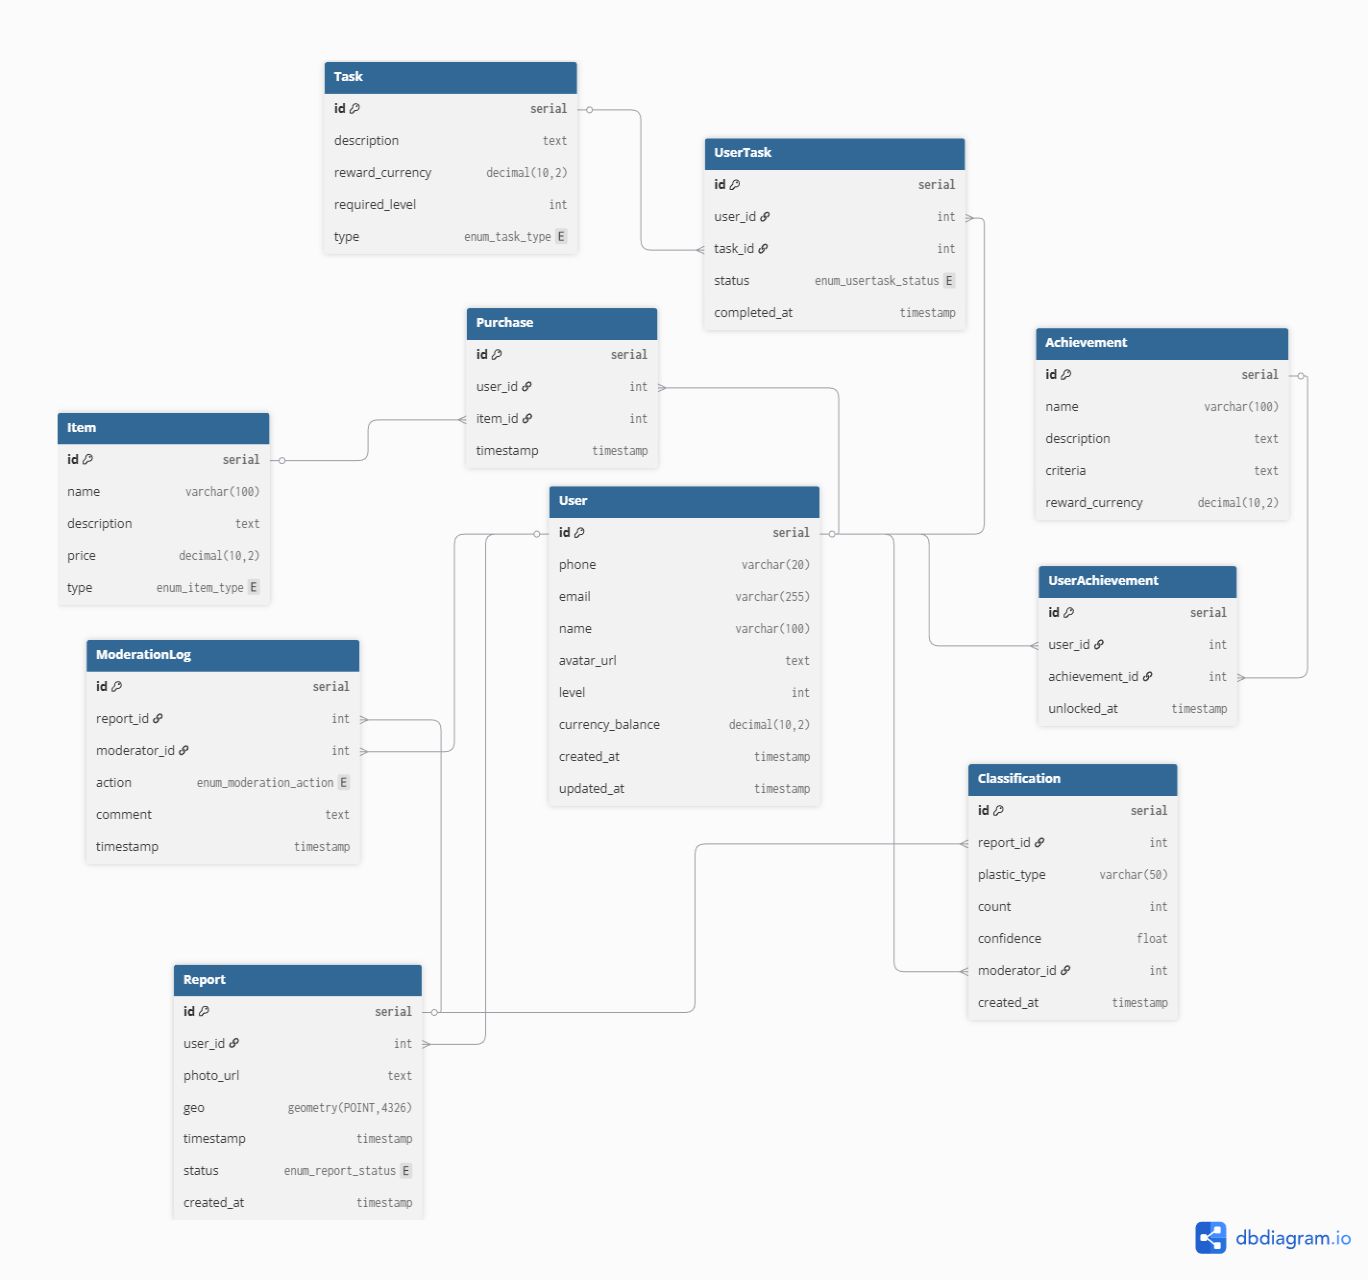 Task
id serial
description text
reward_currency decimal(10,2)
required_level int
type enum_task_type E
UserTask
id serial
user_id int
task_id int
status enum_usertask_status E
completed_at timestamp
Purchase
id serial
user_id int
item_id int
timestamp timestamp
Achievement
id serial
name varchar(100)
description text
criteria text
reward_currency decimal(10,2)
Item
id serial
name varchar(100)
description text
price decimal(10,2)
type enum_item_type E
User
id serial
phone varchar(20)
email varchar(255)
name varchar(100)
avatar_url text
level int
currency_balance decimal(10,2)
created_at timestamp
updated_at timestamp
UserAchievement
id serial
user_id int
achievement_id int
unlocked_at timestamp
ModerationLog
id serial
report_id int
moderator_id int
action enum_moderation_action E
comment text
timestamp timestamp
Classification
id serial
report_id int
plastic_type varchar(50)
count int
confidence float
moderator_id int
created_at timestamp
Report
id serial
user_id int
photo_url text
geo geometry(POINT,4326)
timestamp timestamp
status enum_report_status E
created_at timestamp
dbdiagram.io